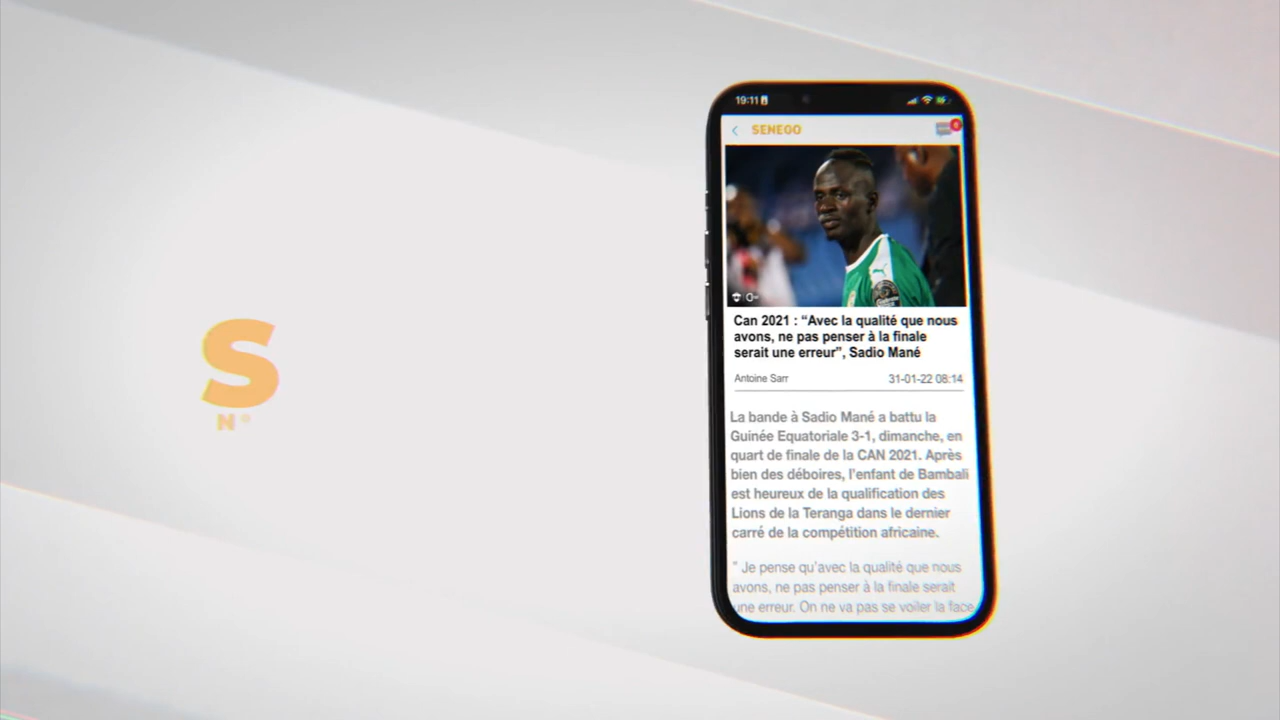 S
N°
19:11
SENEGO
Can 2021 : “Avec la qualité que nous
avons, ne pas penser à la finale
serait une erreur”, Sadio Mané
Antoine Sarr 31-01-22 08:14
La bande à Sadio Mané a battu la
Guinée Equatoriale 3-1, dimanche, en
quart de finale de la CAN 2021. Après
bien des déboires, l'enfant de Bambali
est heureux de la qualification des
Lions de la Teranga dans le dernier
carré de la compétition africaine.
" Je pense qu'avec la qualité que nous
avons, ne pas penser à la finale serait
une erreur. On ne va pas se voiler la face